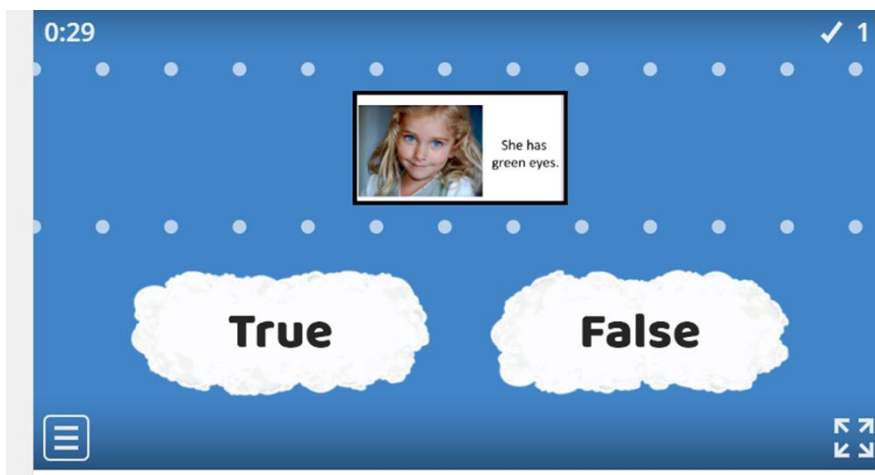 0:29
✓ 1
She has
green eyes.
True
False